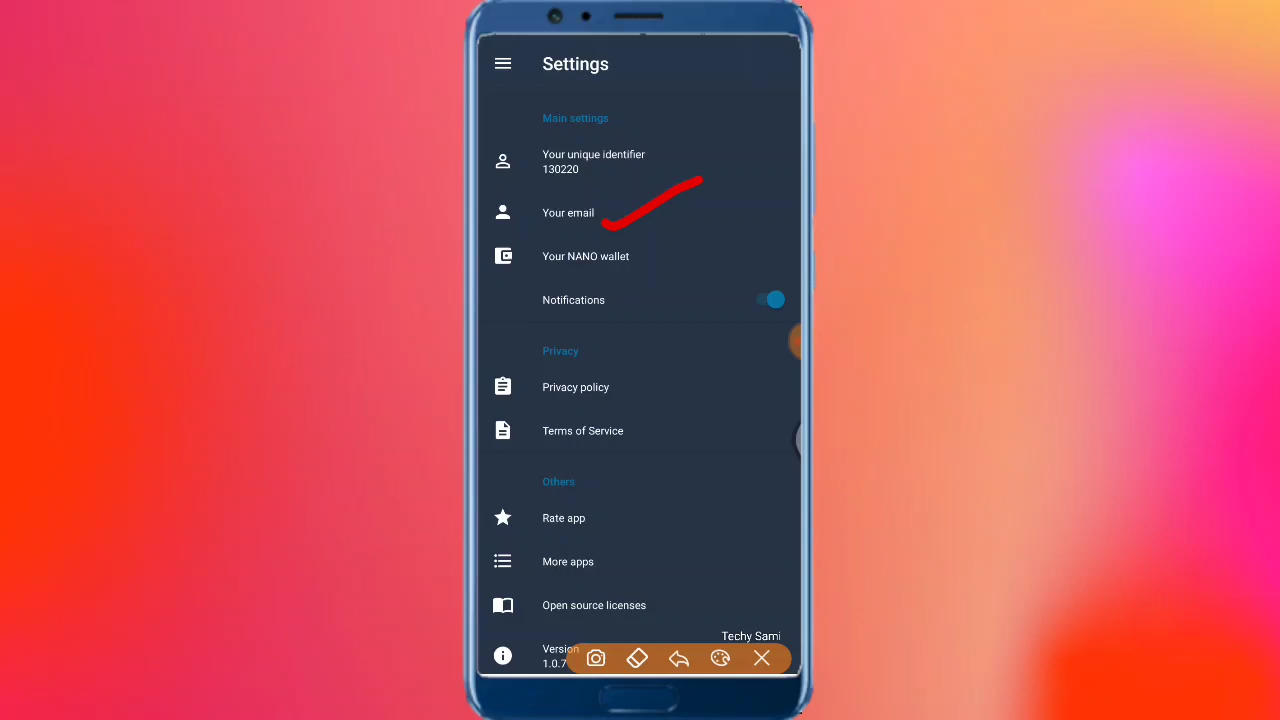 Settings
Main settings
Your unique identifier
130220
Your email
Your NANO wallet
Notifications
Privacy
Privacy policy
Terms of Service
Others
Rate app
More apps
Open source licenses
Techy Sami
Version
1.0.7